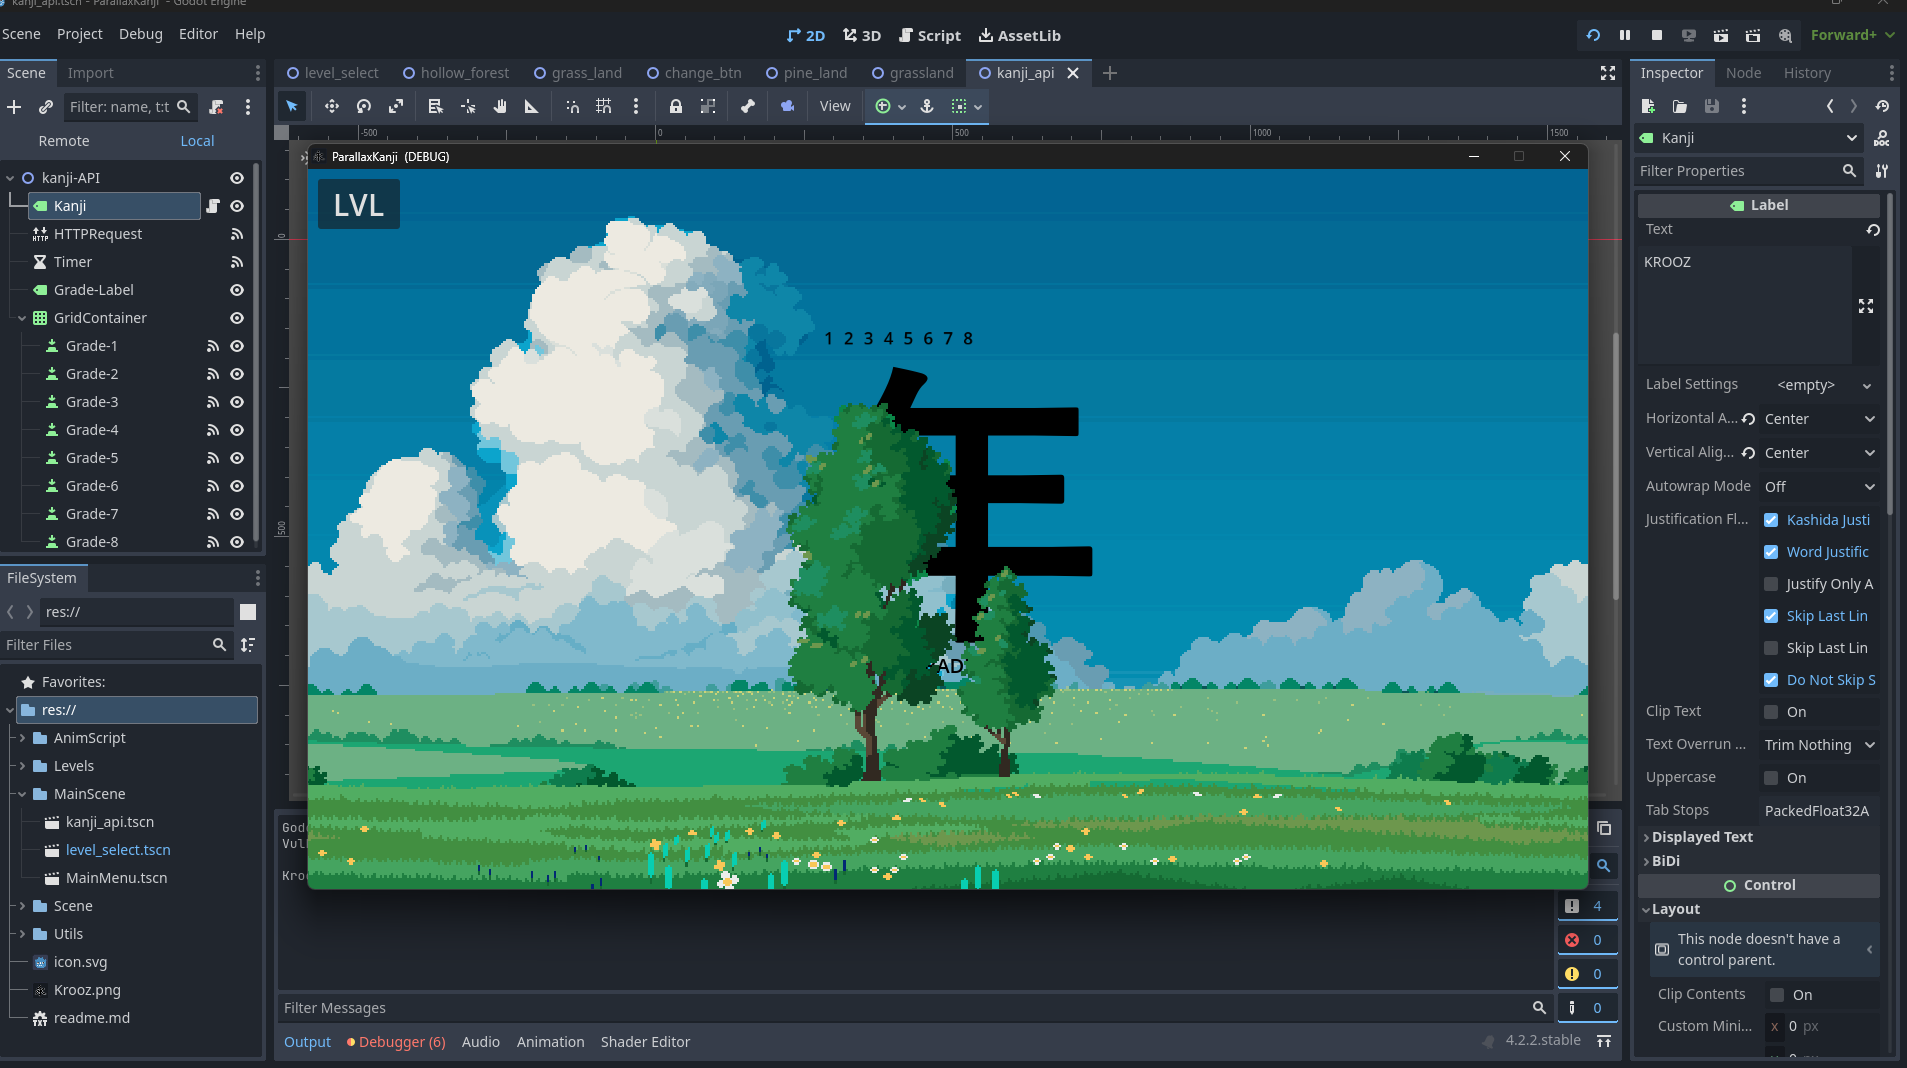 kanji_api.tscn - ParallaxKanji - Godot Engine
Scene Project Debug Editor Help
2D 3D Script AssetLib
Forward+
Scene Import
level_select hollow_forest grass_land change_btn pine_land grassland kanji_api
Inspector Node History
Filter: name, t:t
View
Remote Local
-500 0 500 1000 1500
Kanji
Filter Properties
kanji-API
Kanji
HTTPRequest
Timer
Grade-Label
GridContainer
Grade-1
Grade-2
Grade-3
Grade-4
Grade-5
Grade-6
Grade-7
Grade-8
0
500
ParallaxKanji (DEBUG)
LVL
1 2 3 4 5 6 7 8
AD
Label
Text
KROOZ
Label Settings <empty>
Horizontal A... Center
Vertical Alig... Center
Autowrap Mode Off
Justification Fl... Kashida Justi
Word Justific
Justify Only A
Skip Last Lin
Skip Last Lin
Do Not Skip S
Clip Text On
Text Overrun ... Trim Nothing
Uppercase On
Tab Stops PackedFloat32A
Displayed Text
BiDi
Control
Layout
This node doesn't have a
control parent.
Clip Contents On
Custom Mini... x 0 px
FileSystem
res://
Filter Files
Favorites:
res://
AnimScript
Levels
MainScene
kanji_api.tscn
level_select.tscn
MainMenu.tscn
Scene
Utils
icon.svg
Krooz.png
readme.md
4
0
0
0
Filter Messages
Output Debugger (6) Audio Animation Shader Editor
4.2.2.stable